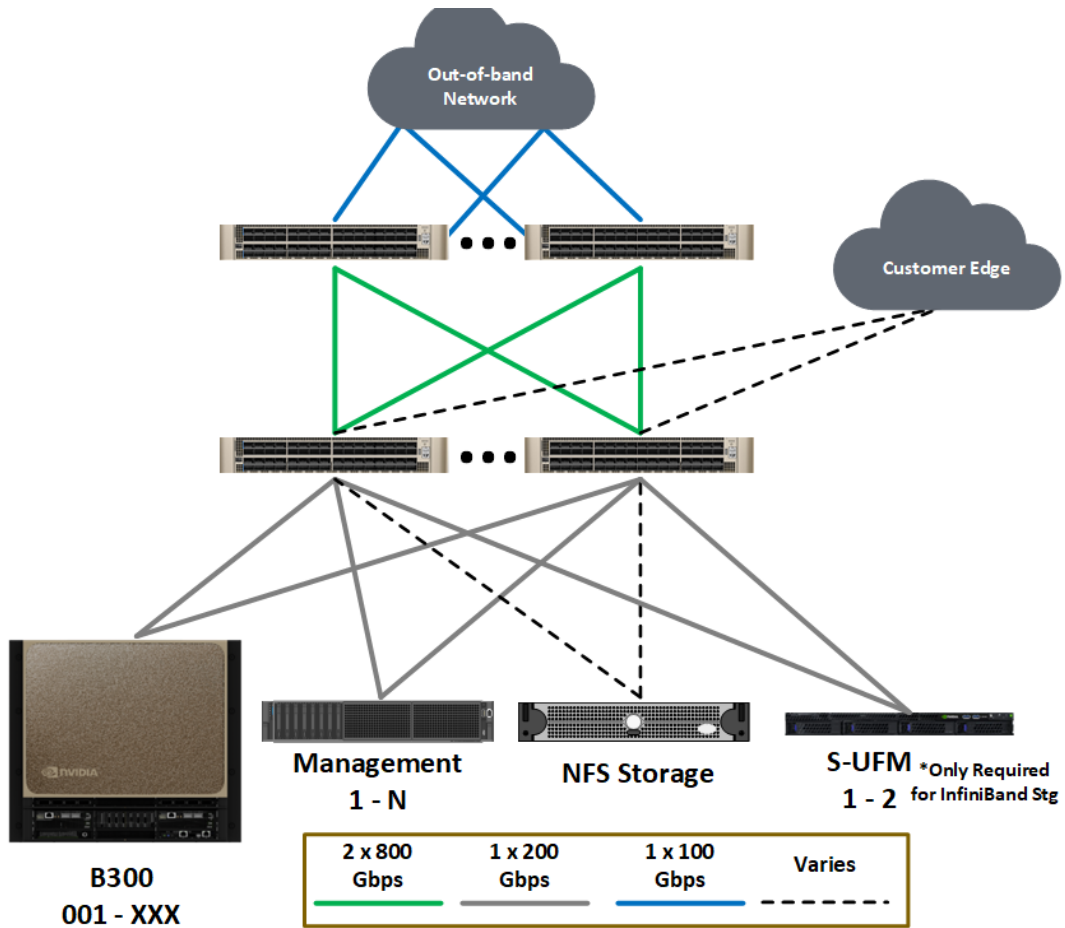 Out-of-band
Network
Customer Edge
NVIDIA
Management
1 - N
NFS Storage
S-UFM
1 - 2
*Only Required
for InfiniBand Stg
B300
001 - XXX
2 x 800
Gbps
1 x 200
Gbps
1 x 100
Gbps
Varies